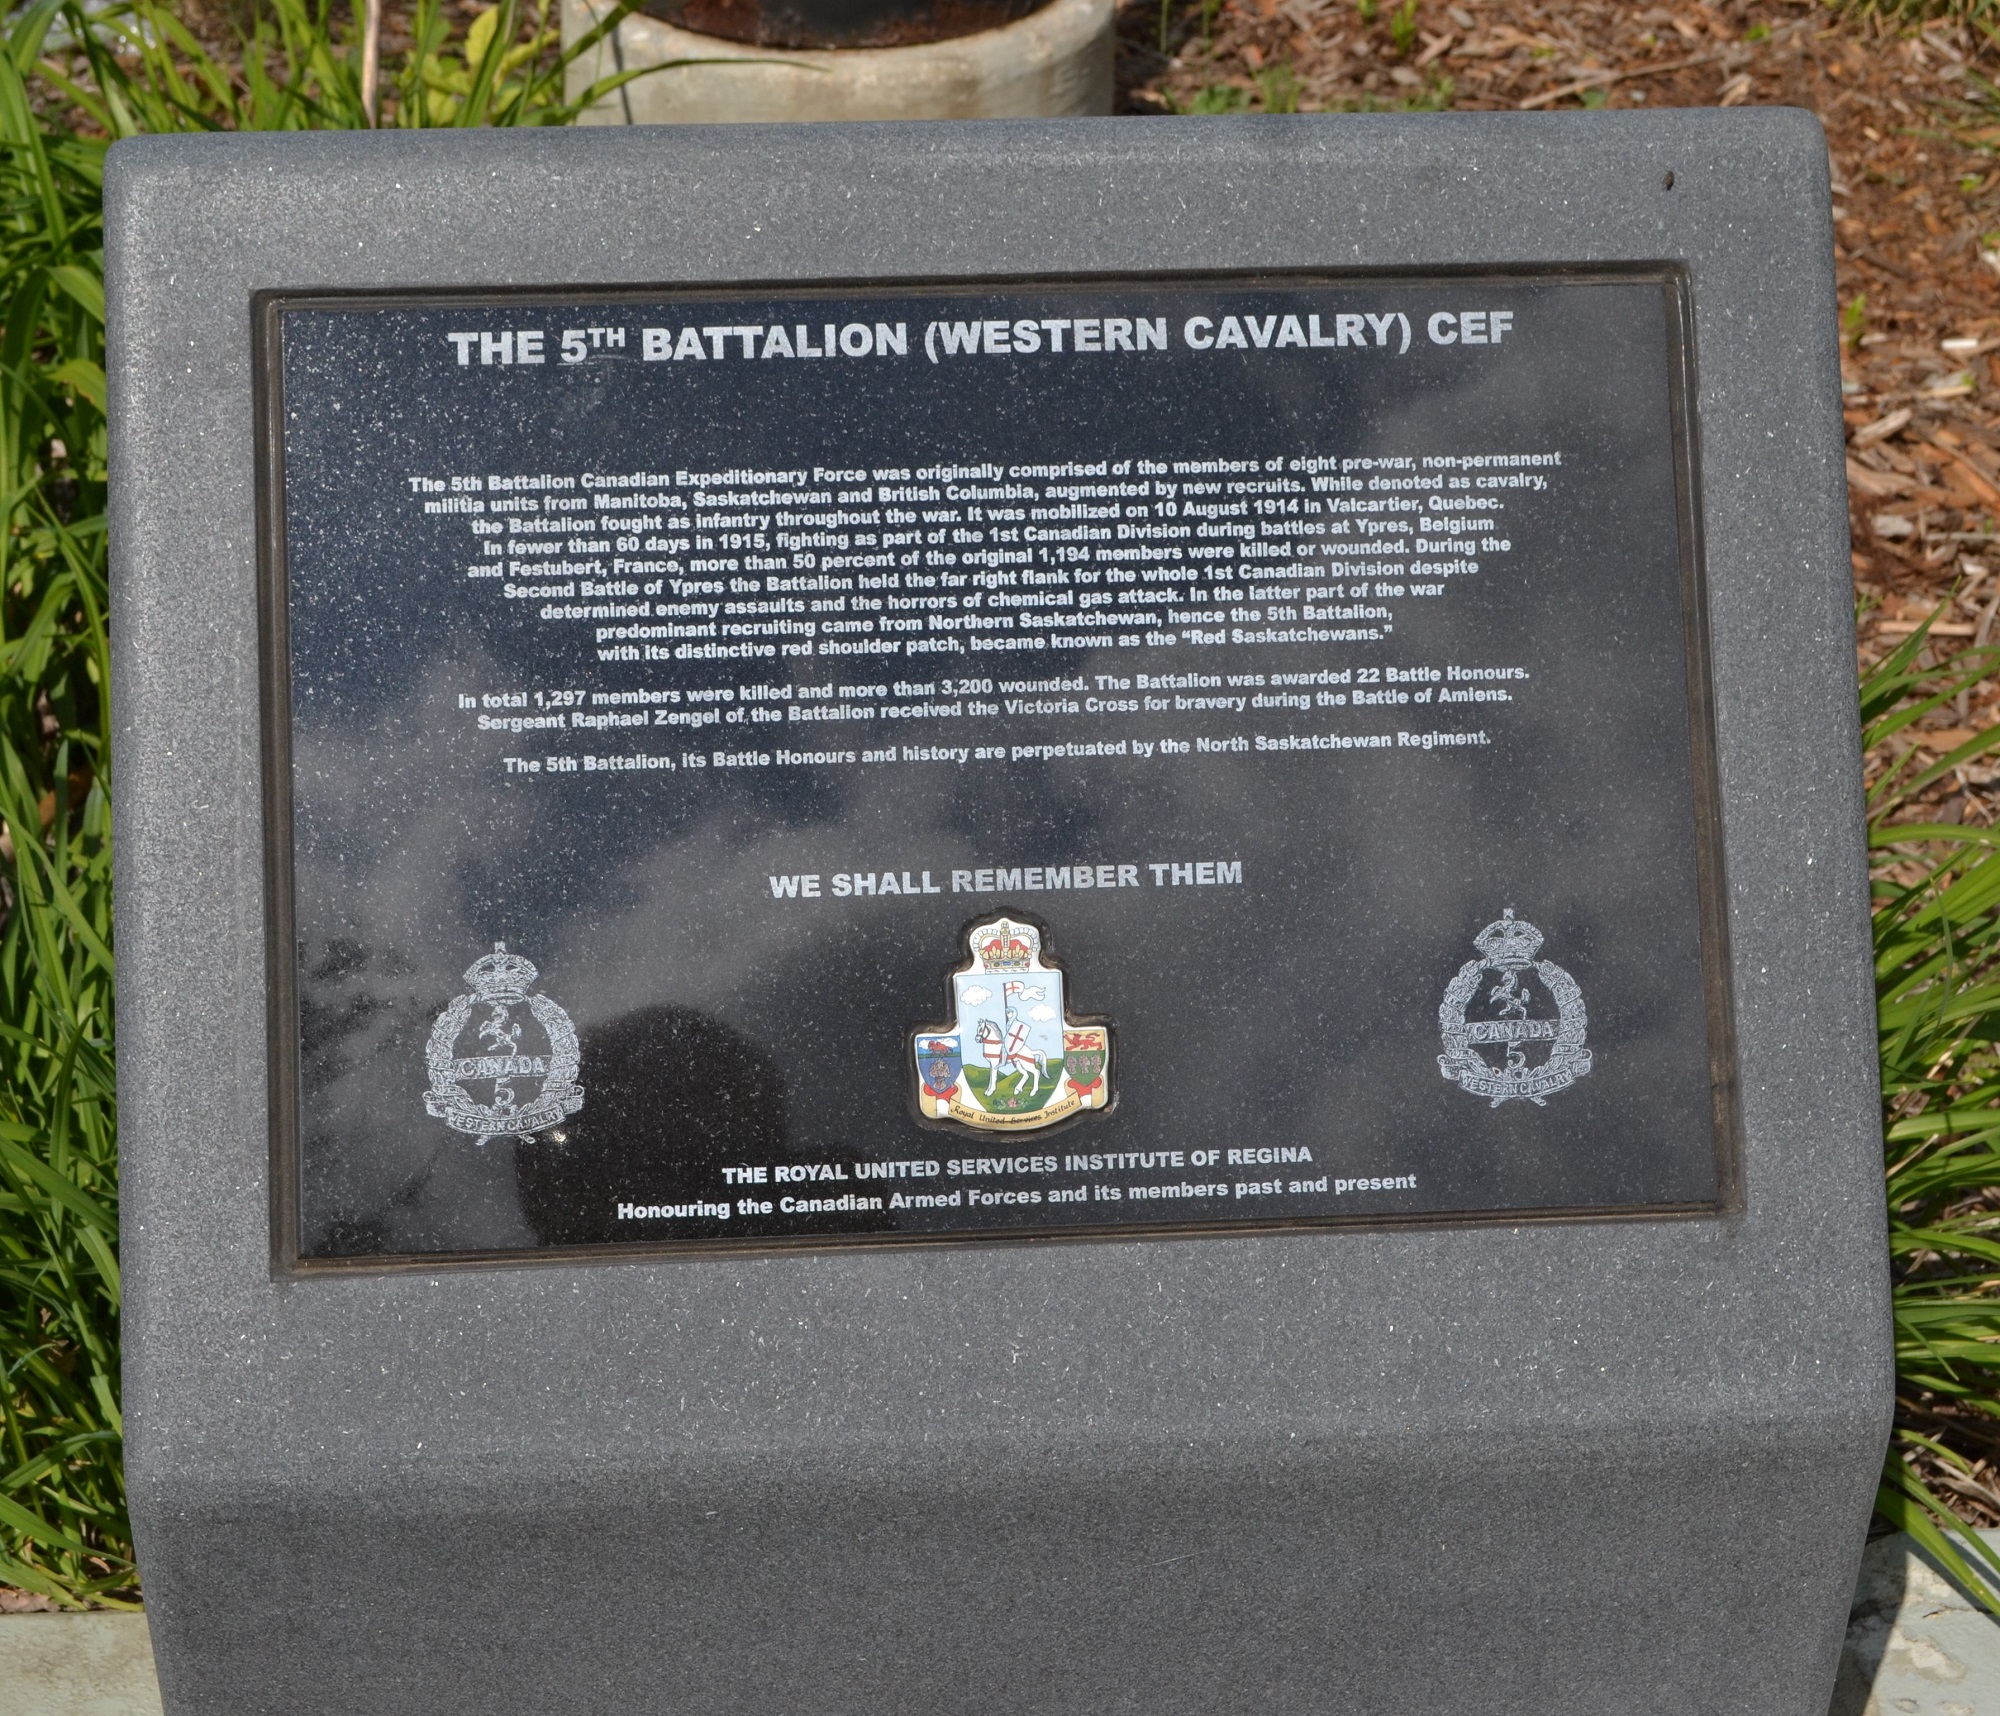 THE 5TH BATTALION (WESTERN CAVALRY) CEF
The 5th Battalion Canadian Expeditionary Force was originally comprised of the members of eight pre-war, non-permanent
militia units from Manitoba, Saskatchewan and British Columbia, augmented by new recruits. While denoted as cavalry,
the Battalion fought as infantry throughout the war. It was mobilized on 10 August 1914 in Valcartier, Quebec.
In fewer than 60 days in 1915, fighting as part of the 1st Canadian Division during battles at Ypres, Belgium
and Festubert, France, more than 50 percent of the original 1,194 members were killed or wounded. During the
Second Battle of Ypres the Battalion held the far right flank for the whole 1st Canadian Division despite
determined enemy assaults and the horrors of chemical gas attack. In the latter part of the war
predominant recruiting came from Northern Saskatchewan, hence the 5th Battalion,
with its distinctive red shoulder patch, became known as the “Red Saskatchewans.”
In total 1,297 members were killed and more than 3,200 wounded. The Battalion was awarded 22 Battle Honours.
Sergeant Raphael Zengel of the Battalion received the Victoria Cross for bravery during the Battle of Amiens.
The 5th Battalion, its Battle Honours and history are perpetuated by the North Saskatchewan Regiment.
WE SHALL REMEMBER THEM
CANADA
5
WESTERN CAVALRY
Royal United Services Institute
CANADA
5
WESTERN CAVALRY
THE ROYAL UNITED SERVICES INSTITUTE OF REGINA
Honouring the Canadian Armed Forces and its members past and present